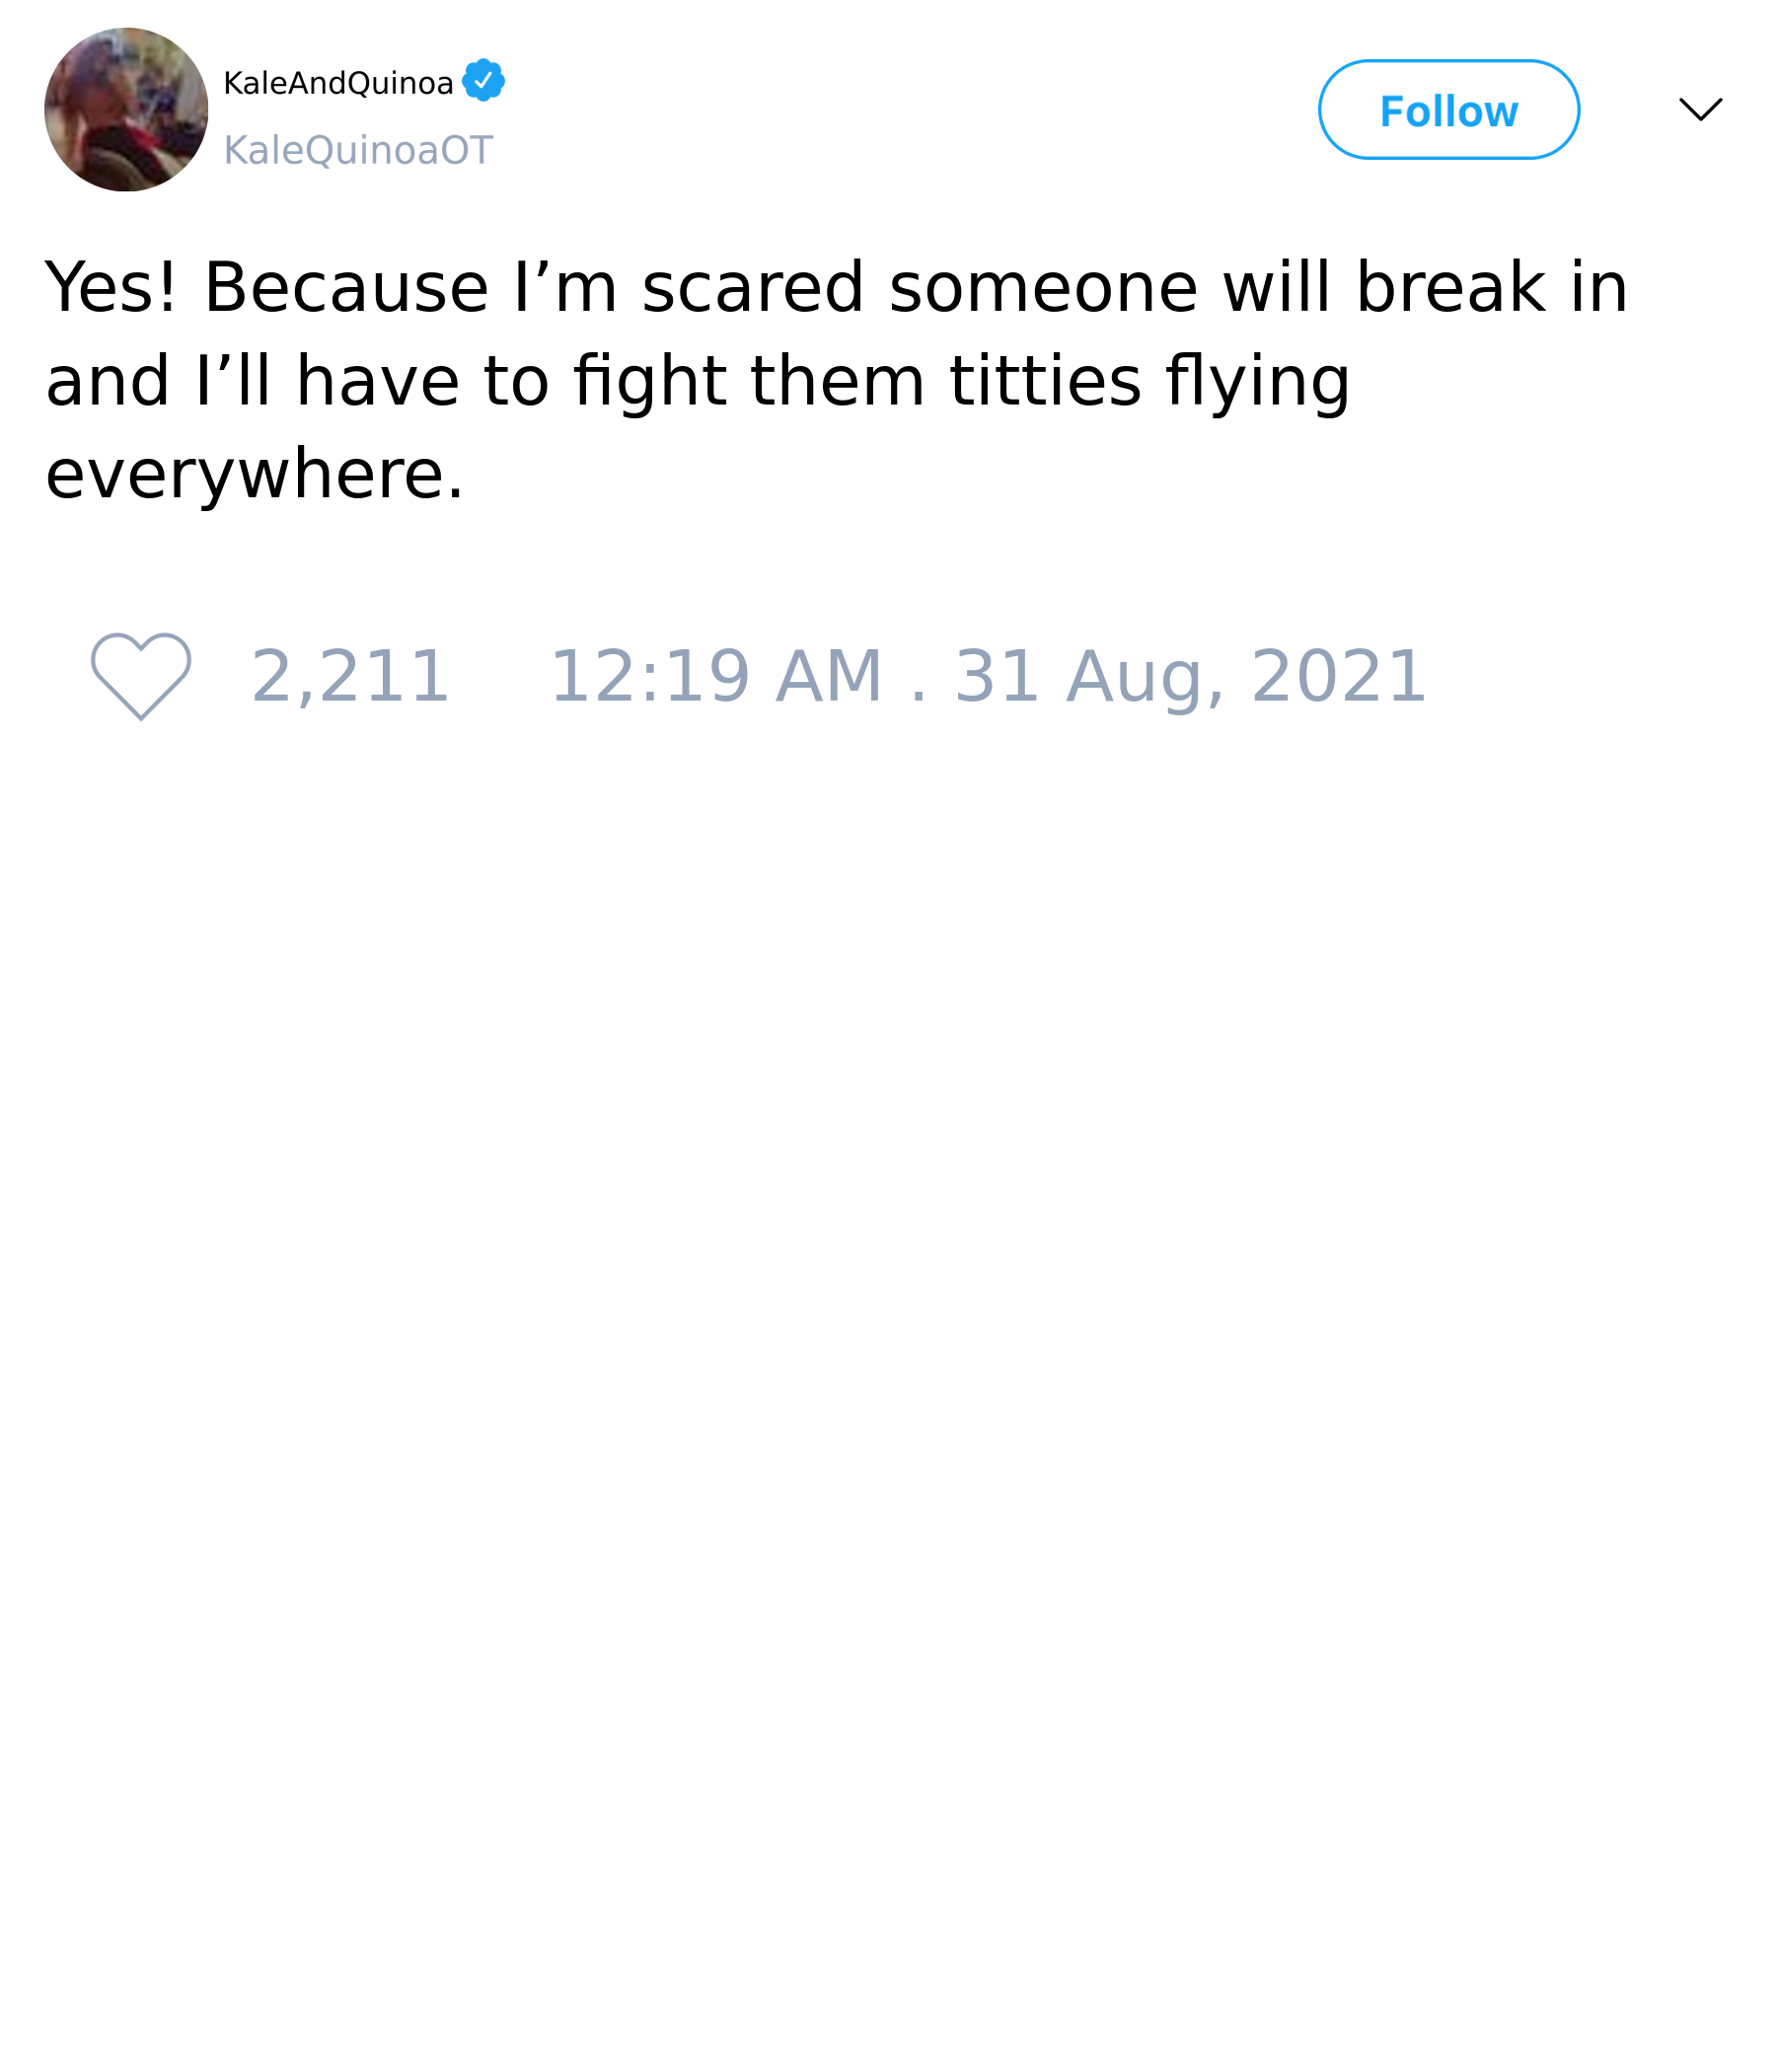 KaleAndQuinoa
KaleQuinoaOT
Follow
Yes! Because I’m scared someone will break in
and I’ll have to fight them titties flying
everywhere.
2,211 12:19 AM . 31 Aug, 2021